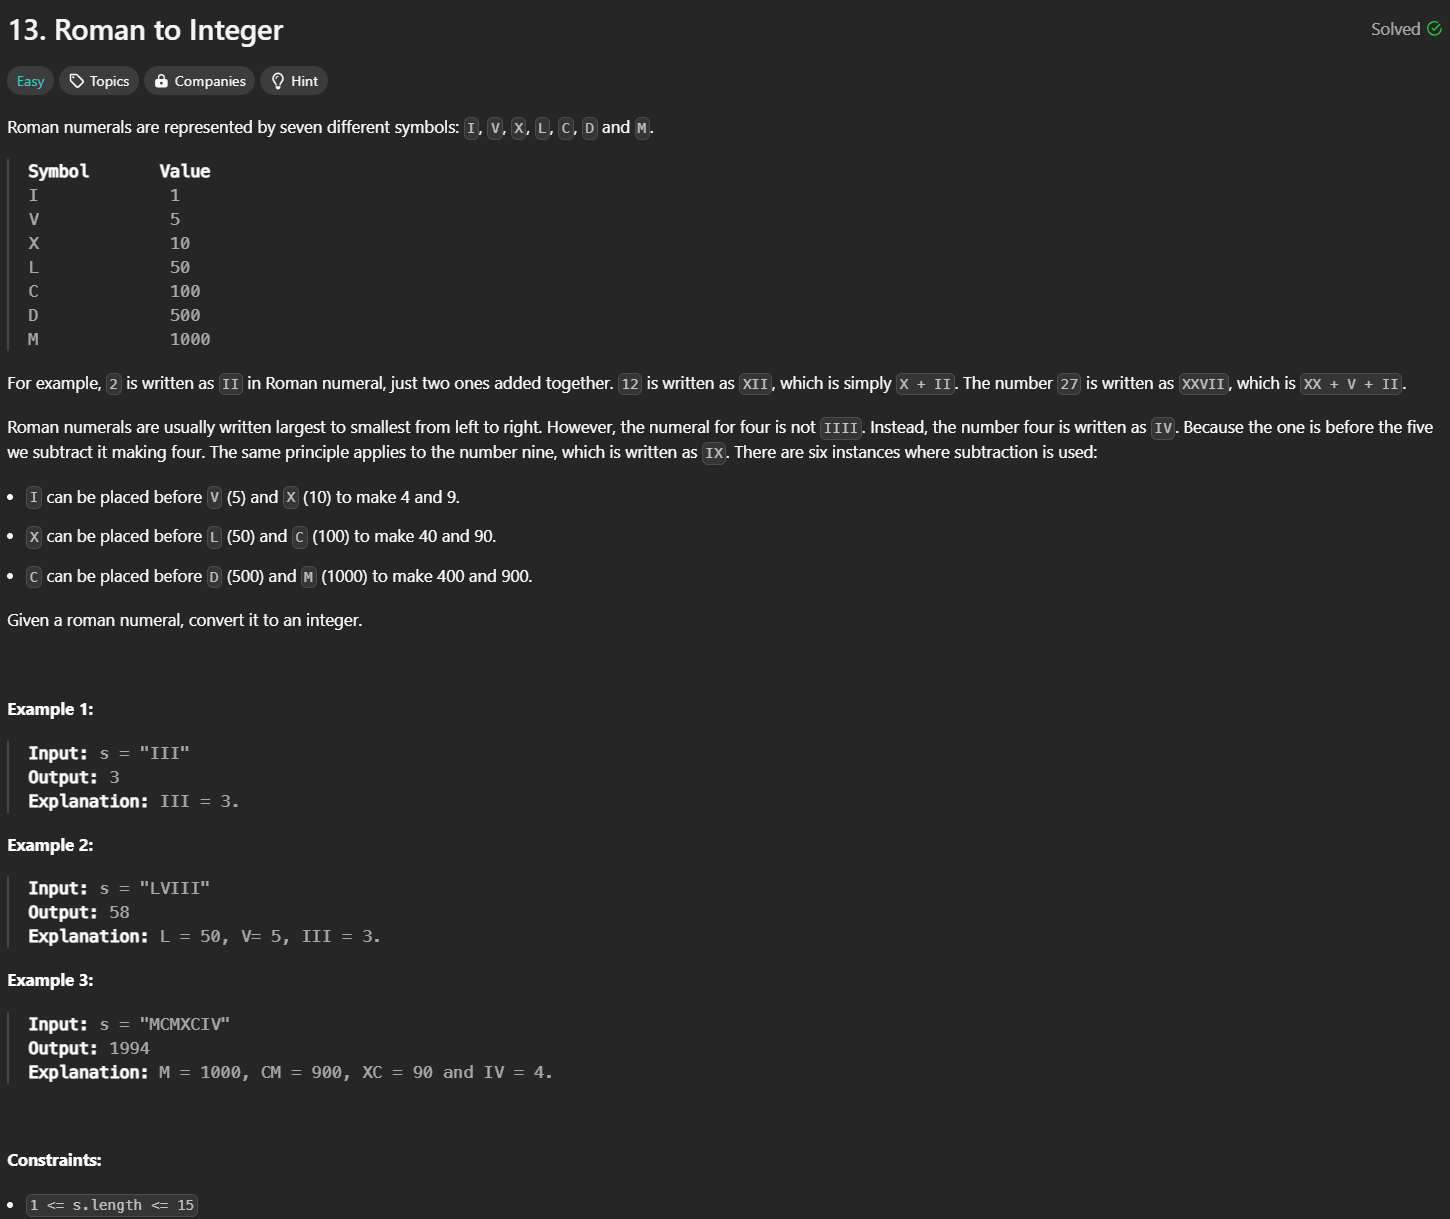 13. Roman to Integer
Solved
Easy Topics Companies Hint
Roman numerals are represented by seven different symbols: I, V, X, L, C, D and M.
Symbol Value
I 1
V 5
X 10
L 50
C 100
D 500
M 1000
For example, 2 is written as II in Roman numeral, just two ones added together. 12 is written as XII, which is simply X + II. The number 27 is written as XXVII, which is XX + V + II.
Roman numerals are usually written largest to smallest from left to right. However, the numeral for four is not IIII. Instead, the number four is written as IV. Because the one is before the five
we subtract it making four. The same principle applies to the number nine, which is written as IX. There are six instances where subtraction is used:
• I can be placed before V (5) and X (10) to make 4 and 9.
• X can be placed before L (50) and C (100) to make 40 and 90.
• C can be placed before D (500) and M (1000) to make 400 and 900.
Given a roman numeral, convert it to an integer.
Example 1:
Input: s = "III"
Output: 3
Explanation: III = 3.
Example 2:
Input: s = "LVIII"
Output: 58
Explanation: L = 50, V= 5, III = 3.
Example 3:
Input: s = "MCMXCIV"
Output: 1994
Explanation: M = 1000, CM = 900, XC = 90 and IV = 4.
Constraints:
• 1 <= s.length <= 15